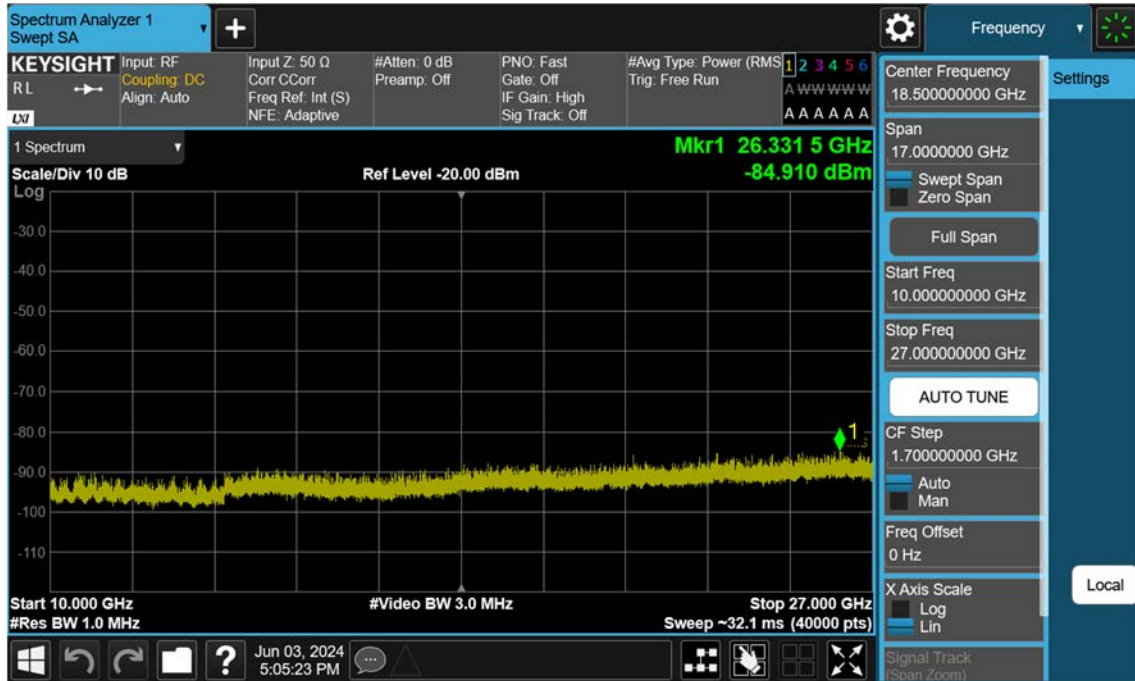 Spectrum Analyzer 1
Swept SA
Frequency
KEYSIGHT
RL
LXI
Input: RF
Coupling: DC
Align: Auto
Input Z: 50 Ω
Corr CCorr
Freq Ref: Int (S)
NFE: Adaptive
#Atten: 0 dB
Preamp: Off
PNO: Fast
Gate: Off
IF Gain: High
Sig Track: Off
#Avg Type: Power (RMS
Trig: Free Run
1 2 3 4 5 6
A W W W W W
A A A A A A
1 Spectrum
Scale/Div 10 dB
Ref Level -20.00 dBm
Mkr1 26.331 5 GHz
-84.910 dBm
Log
-30.0
-40.0
-50.0
-60.0
-70.0
-80.0
-90.0
-100
-110
1
Start 10.000 GHz
#Video BW 3.0 MHz
Stop 27.000 GHz
#Res BW 1.0 MHz
Sweep ~32.1 ms (40000 pts)
Center Frequency
18.500000000 GHz
Settings
Span
17.0000000 GHz
Swept Span
Zero Span
Full Span
Start Freq
10.000000000 GHz
Stop Freq
27.000000000 GHz
AUTO TUNE
CF Step
1.700000000 GHz
Auto
Man
Freq Offset
0 Hz
X Axis Scale
Log
Lin
Local
Signal Track
(Span Zoom)
?
Jun 03, 2024
5:05:23 PM